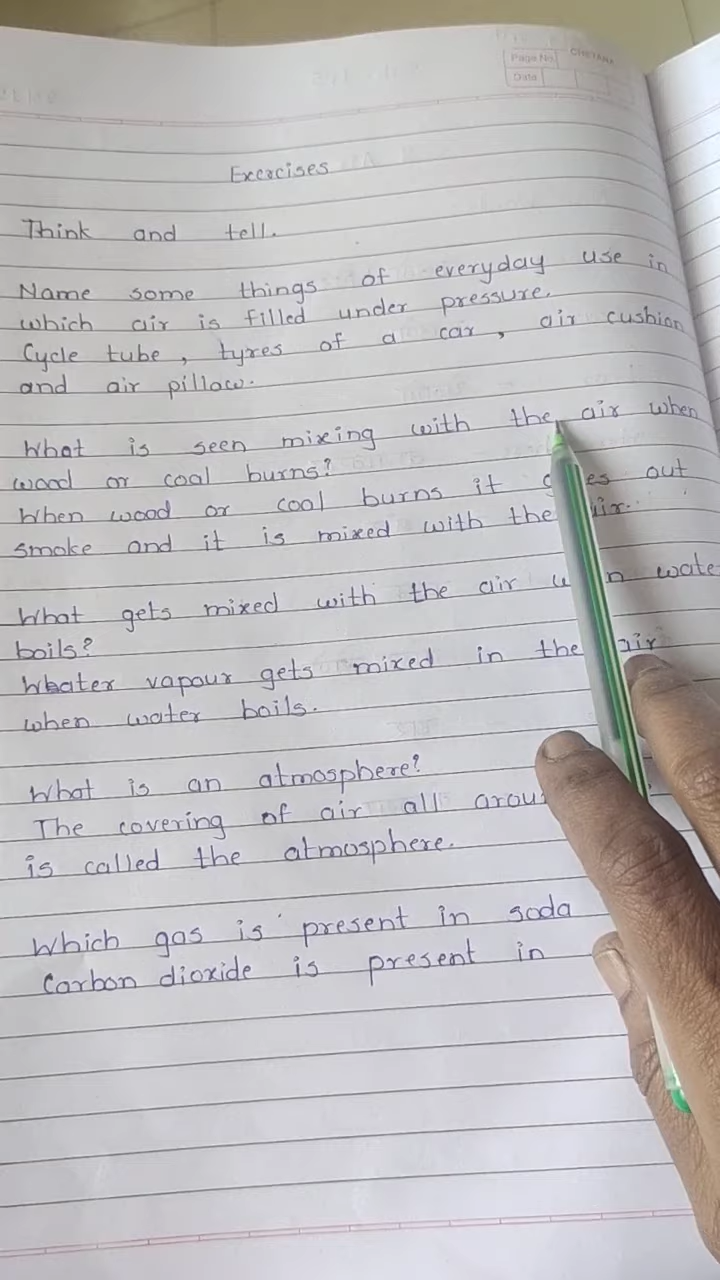 Page No.
CHETANA
Date
Exercises
Think and tell.
Name some things of everyday use in
which air is filled under pressure.
Cycle tube, tyres of a car, air cushion
and air pillow.
What is seen mixing with the air when
wood or coal burns?
When wood or coal burns it out
smoke and it is mixed with the air.
What gets mixed with the air
boils?
Water vapour gets mixed in the air
when water boils.
What is an atmosphere?
The covering of air all
is called the atmosphere.
Which gas is present in soda
Carbon dioxide is present in